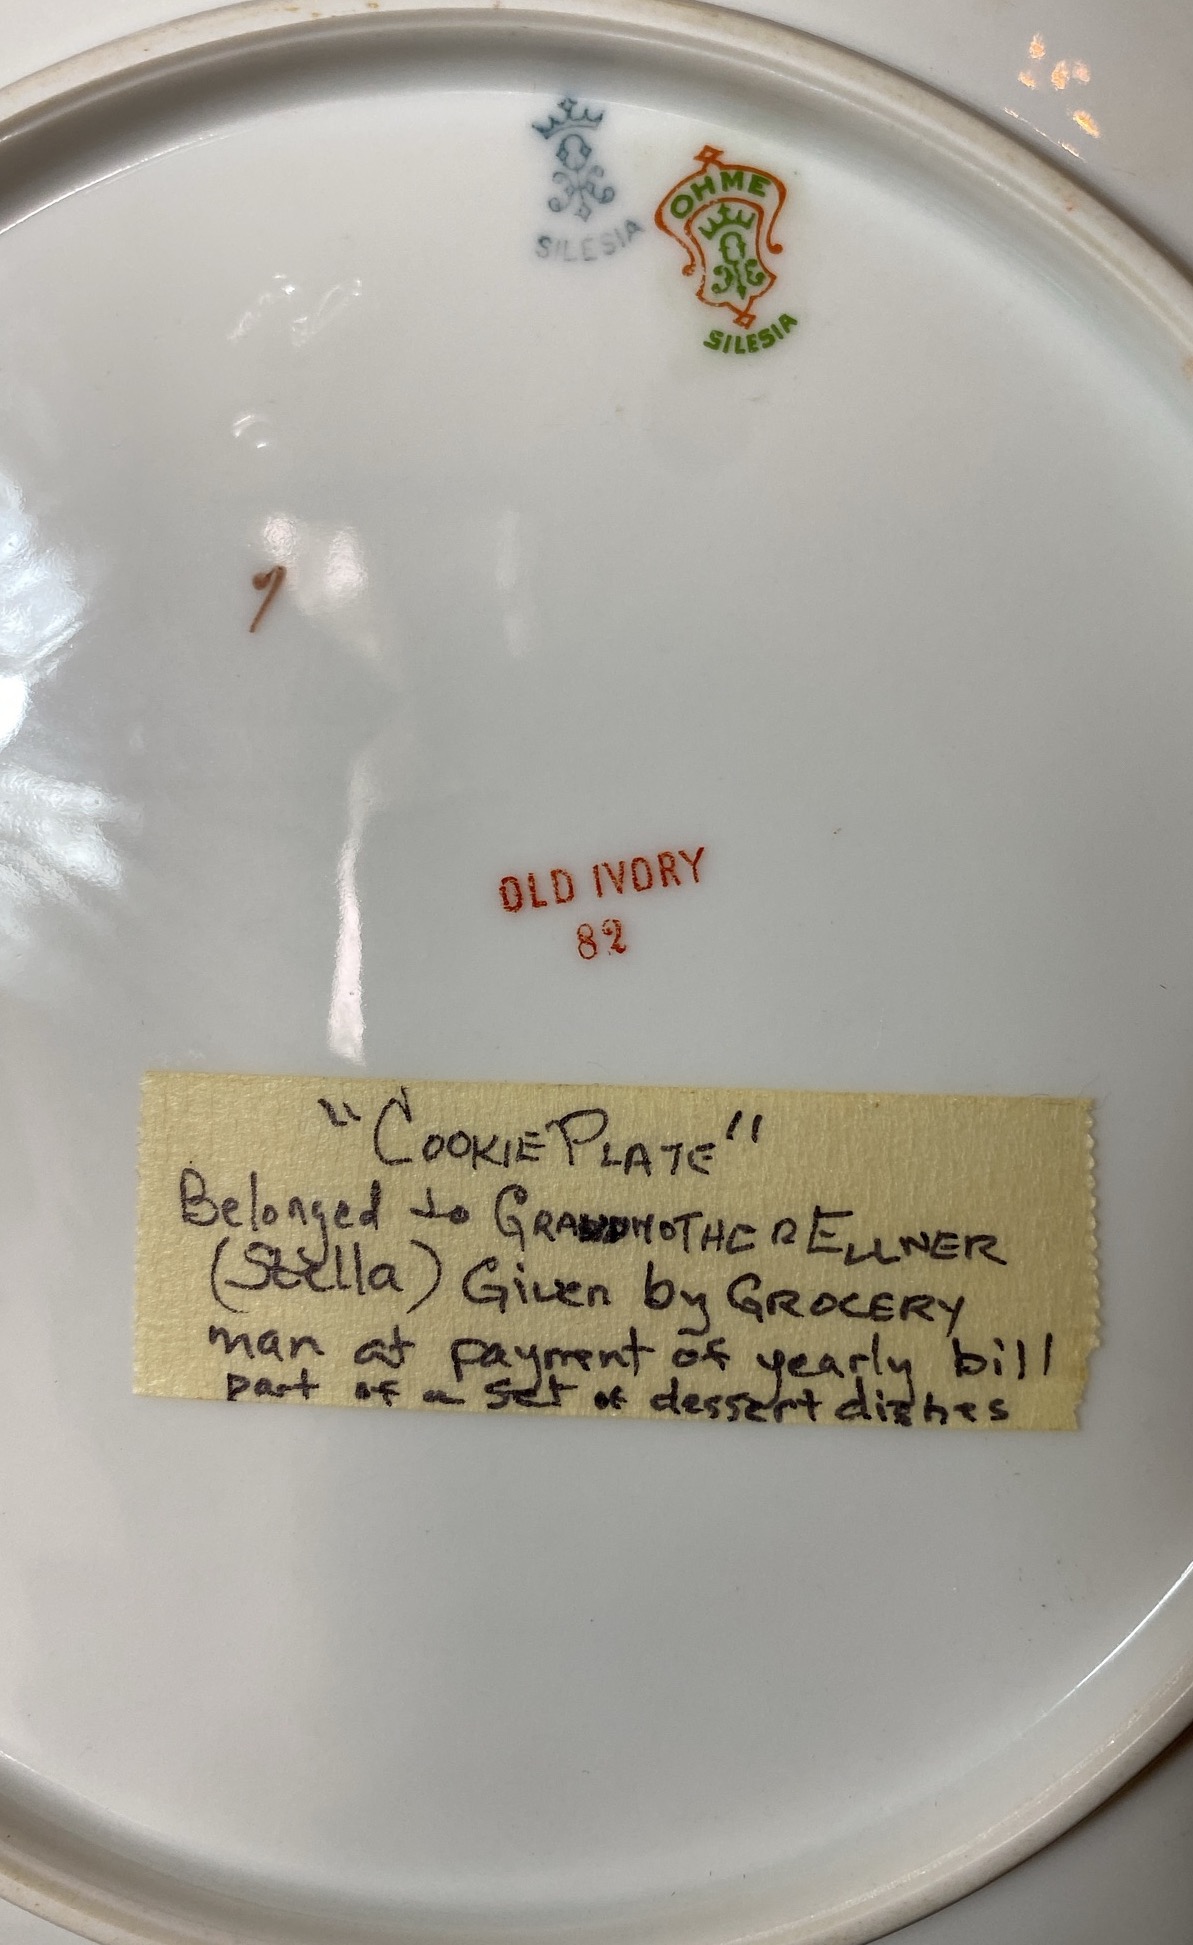 SILESIA
OHME
SILESIA
OLD IVORY
82
"COOKIE PLATE"
Belonged to GRANDMOTHER ELLNER
(Stella) Given by GROCERY
man at payment of yearly bill
part of a set of dessert dishes